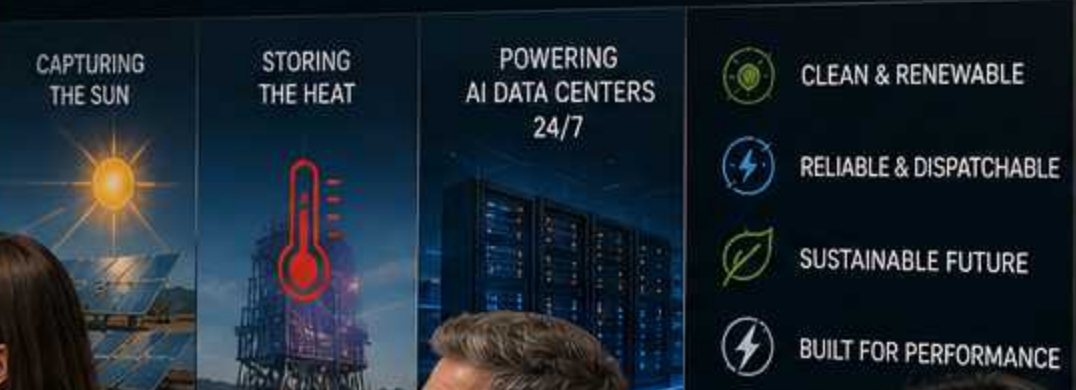 CAPTURING
THE SUN
STORING
THE HEAT
POWERING
AI DATA CENTERS
24/7
CLEAN & RENEWABLE
RELIABLE & DISPATCHABLE
SUSTAINABLE FUTURE
BUILT FOR PERFORMANCE